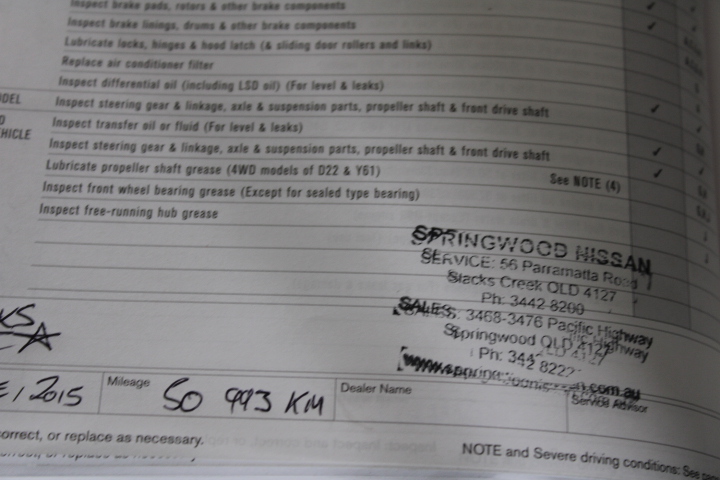 Inspect brake pads, rotors & other brake components
Inspect brake linings, drums & other brake components
Lubricate locks, hinges & hood latch (& sliding door rollers and links)
Replace air conditioner filter
Inspect differential oil (including LSD oil) (For level & leaks)
Inspect steering gear & linkage, axle & suspension parts, propeller shaft & front drive shaft
Inspect transfer oil or fluid (For level & leaks)
HICLE
Inspect steering gear & linkage, axle & suspension parts, propeller shaft & front drive shaft
Lubricate propeller shaft grease (4WD models of D22 & Y61) See NOTE (4)
Inspect front wheel bearing grease (Except for sealed type bearing)
Inspect free-running hub grease
SPRINGWOOD NISSAN
SERVICE: 56 Parramatta Road
Slacks Creek QLD 4127
Ph: 3442 8200
SALES: 3468-3476 Pacific Highway
Springwood QLD 4127
Ph: 3442 8222
.com.au
/ 2015 Mileage 50 993 KM Dealer Name Service Advisor
orrect, or replace as necessary.
NOTE and Severe driving conditions: See